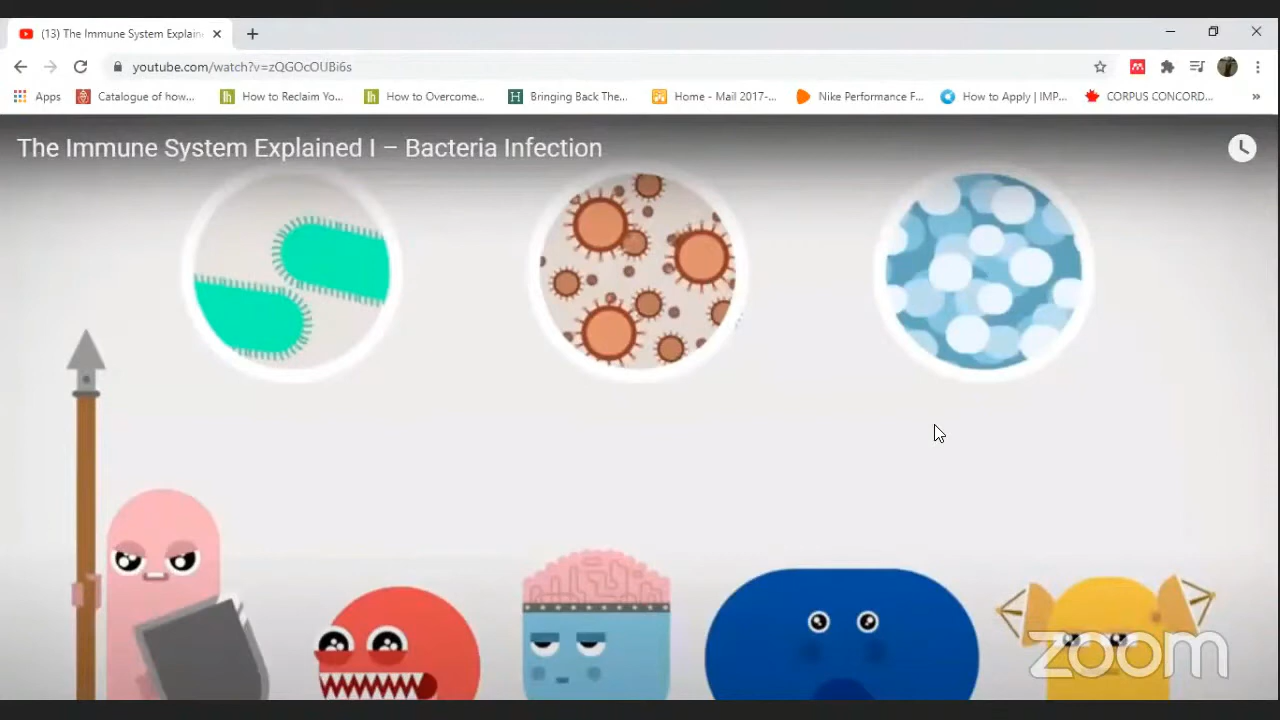 (13) The Immune System Explain
youtube.com/watch?v=zQGOcOUBi6s
Apps Catalogue of how... How to Reclaim Yo... How to Overcome... Bringing Back The... Home - Mail 2017-... Nike Performance F... How to Apply | IMP... CORPUS CONCORD... »
The Immune System Explained I – Bacteria Infection
zoom